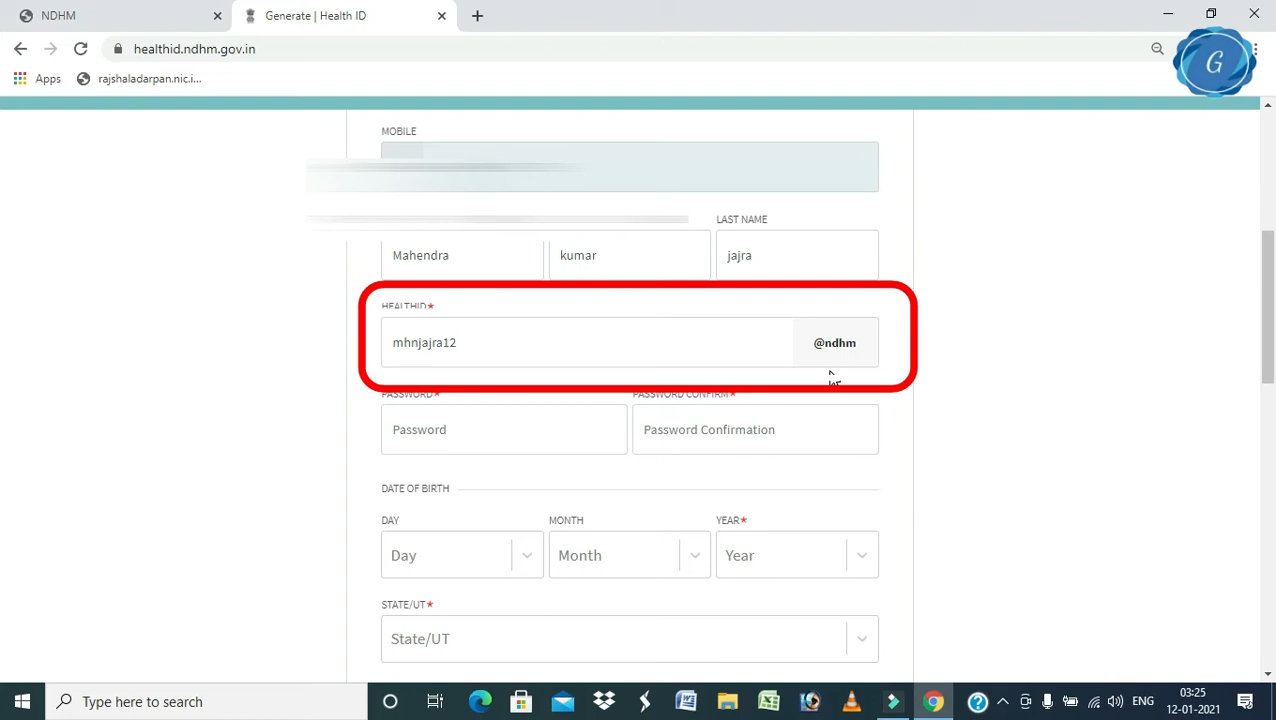 NDHM
Generate | Health ID
healthid.ndhm.gov.in
Apps
rajshaladarpan.nic.i...
G
MOBILE
LAST NAME
Mahendra kumar jajra
HEALTHID*
mhnjajra12 @ndhm
PASSWORD* PASSWORD CONFIRM*
Password Password Confirmation
DATE OF BIRTH
DAY MONTH YEAR*
Day Month Year
STATE/UT*
State/UT
Type here to search
ENG
03:25
12-01-2021